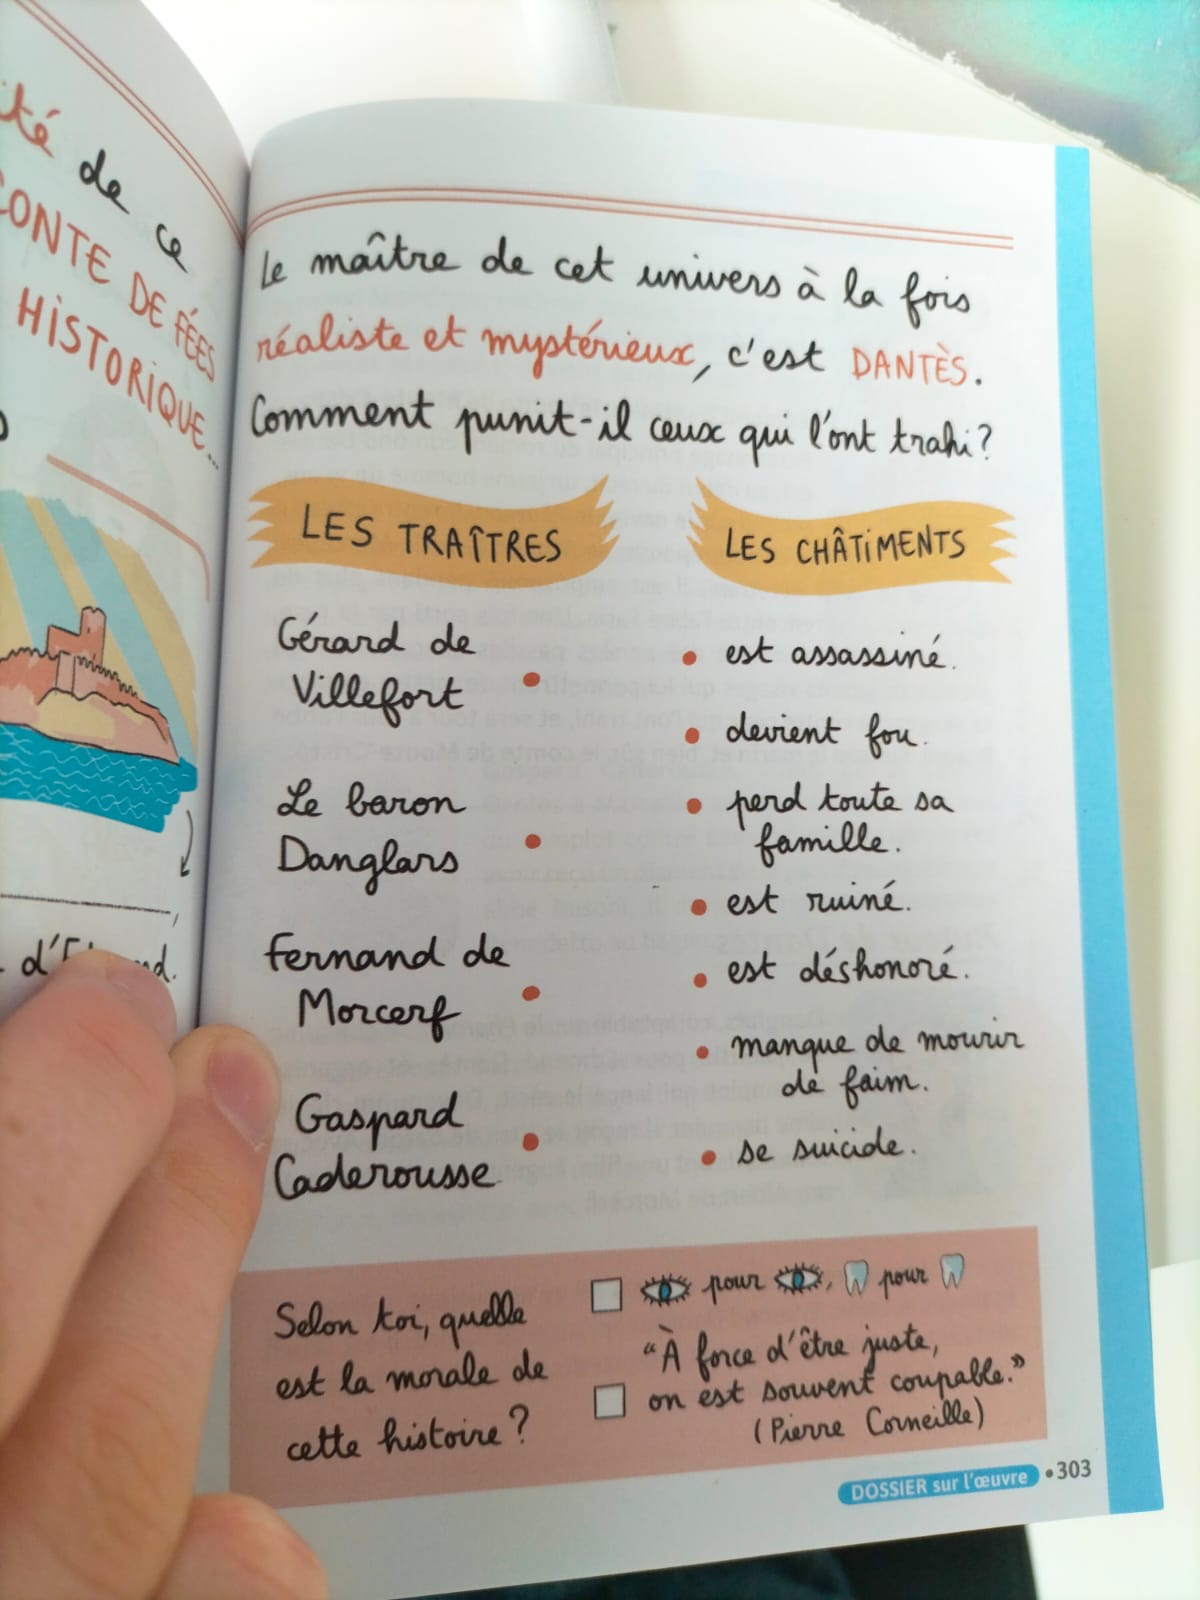 té de ce
CONTE DE FÉES
HISTORIQUE...
Le maître de cet univers à la fois
réaliste et mystérieux, c'est DANTÈS.
Comment punit-il ceux qui l'ont trahi?
LES TRAÎTRES
LES CHÂTIMENTS
Gérard de
Villefort
Le baron
Danglars
Fernand de
Morcerf
Gaspard
Caderousse
est assassiné.
devient fou.
perd toute sa
famille.
est ruiné.
est déshonoré.
manque de mourir
de faim.
se suicide.
Selon toi, quelle
est la morale de
cette histoire?
pour , pour
"À force d'être juste,
on est souvent coupable."
(Pierre Corneille)
DOSSIER sur l'œuvre • 303